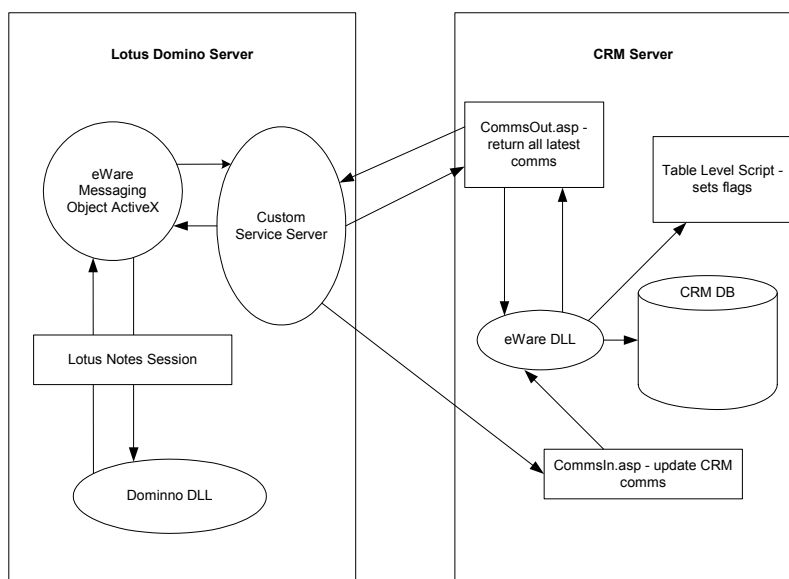 Lotus Domino Server
CRM Server
eWare
Messaging
Object ActiveX
Custom
Service Server
Lotus Notes Session
Dominno DLL
CommsOut.asp -
return all latest
comms
Table Level Script -
sets flags
CRM DB
eWare DLL
CommsIn.asp - update CRM
comms